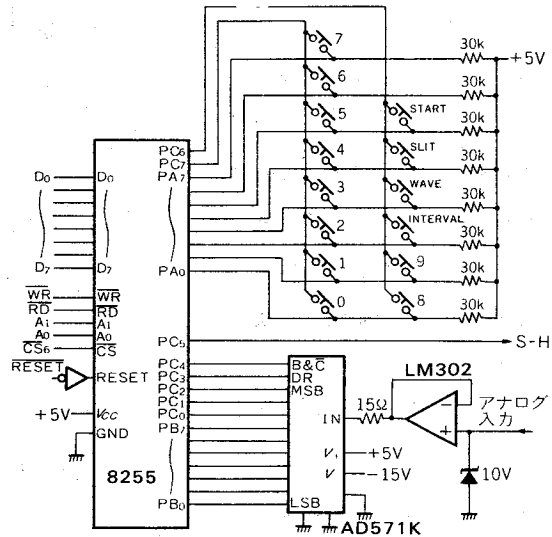 7
30k
+5V
6
30k
5
START
30k
4
SLIT
30k
3
WAVE
30k
2
INTERVAL
30k
1
9
30k
0
8
30k
PC6
PC7
PA7
PA0
D0
D0
D7
D7
WR
WR
RD
RD
A1
A1
A0
A0
CS6
CS
RESET
RESET
+5V
Vcc
GND
8255
PC5
S-H
PC4
PC3
PC2
PC1
PC0
PB7
PB0
B&C
DR
MSB
IN
LSB
AD571K
15Ω
LM302
アナログ
入力
+5V
-15V
10V